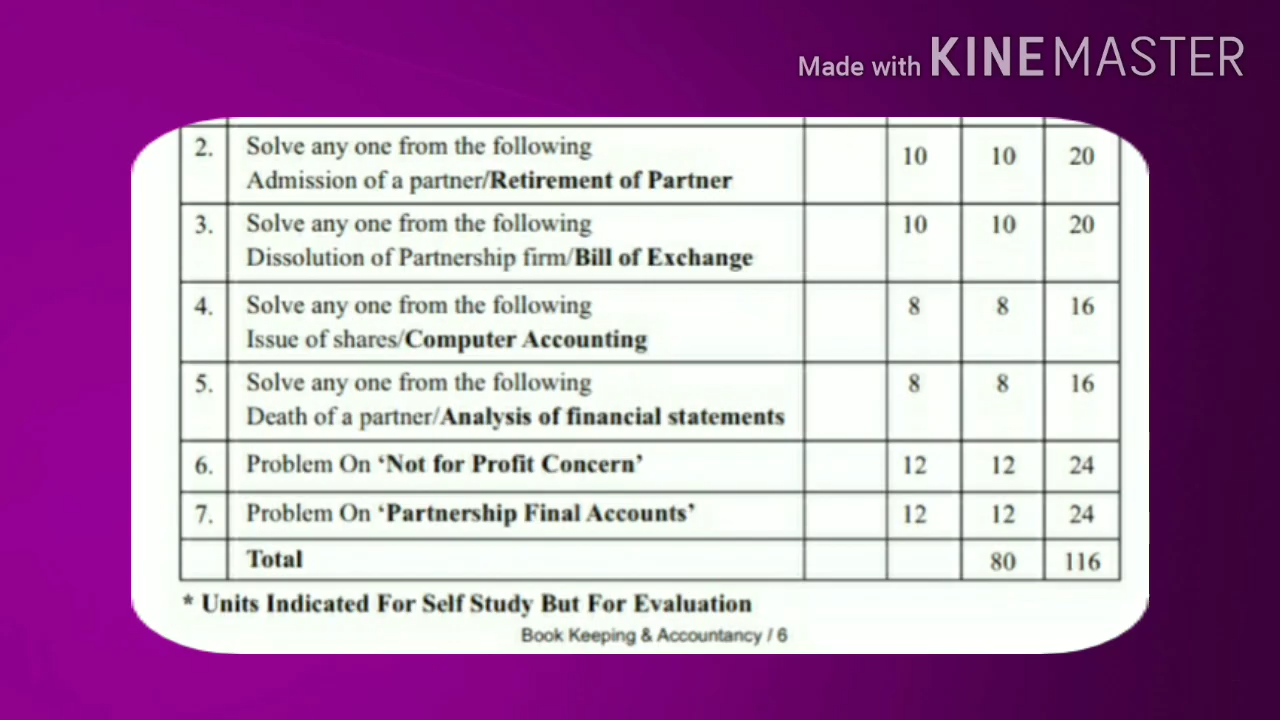 Made with KINEMASTER
2. Solve any one from the following 10 10 20
Admission of a partner/Retirement of Partner
3. Solve any one from the following 10 10 20
Dissolution of Partnership firm/Bill of Exchange
4. Solve any one from the following 8 8 16
Issue of shares/Computer Accounting
5. Solve any one from the following 8 8 16
Death of a partner/Analysis of financial statements
6. Problem On ‘Not for Profit Concern’ 12 12 24
7. Problem On ‘Partnership Final Accounts’ 12 12 24
Total 80 116
* Units Indicated For Self Study But For Evaluation
Book Keeping & Accountancy / 6